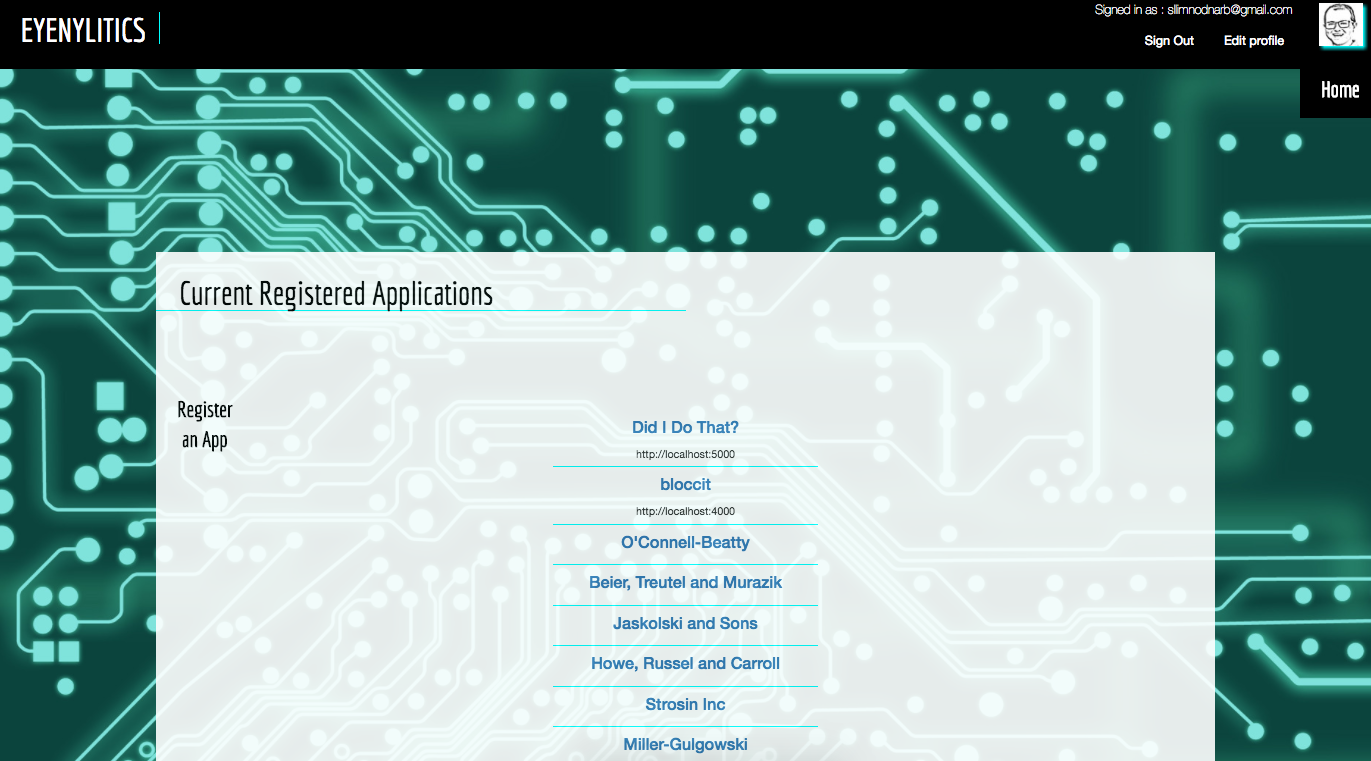 EYENYLITICS
Signed in as : sllimnodnarb@gmail.com
Sign Out Edit profile
Home
Current Registered Applications
Register
an App
Did I Do That?
http://localhost:5000
bloccit
http://localhost:4000
O'Connell-Beatty
Beier, Treutel and Murazik
Jaskolski and Sons
Howe, Russel and Carroll
Strosin Inc
Miller-Gulgowski